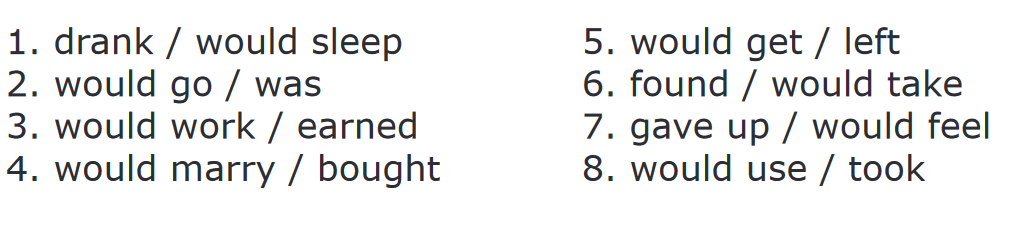 1. drank / would sleep
2. would go / was
3. would work / earned
4. would marry / bought
5. would get / left
6. found / would take
7. gave up / would feel
8. would use / took